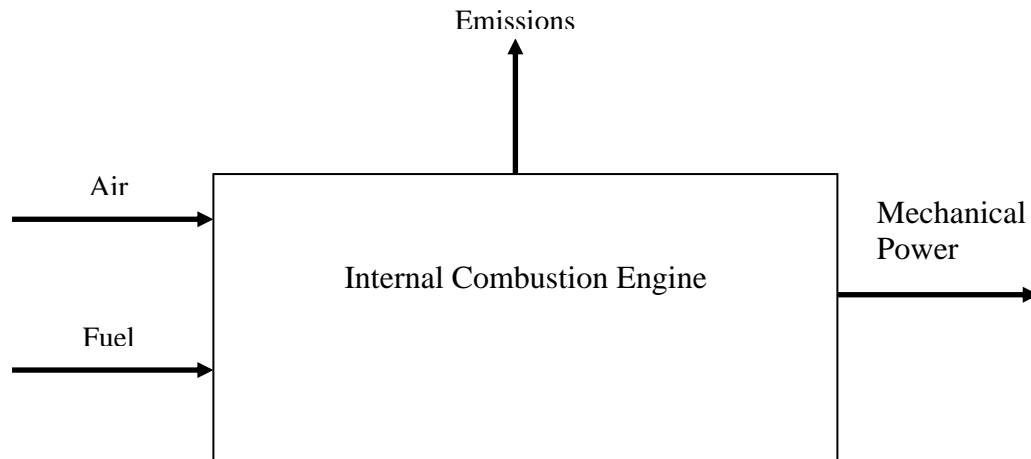 Emissions
Air
Mechanical
Power
Internal Combustion Engine
Fuel